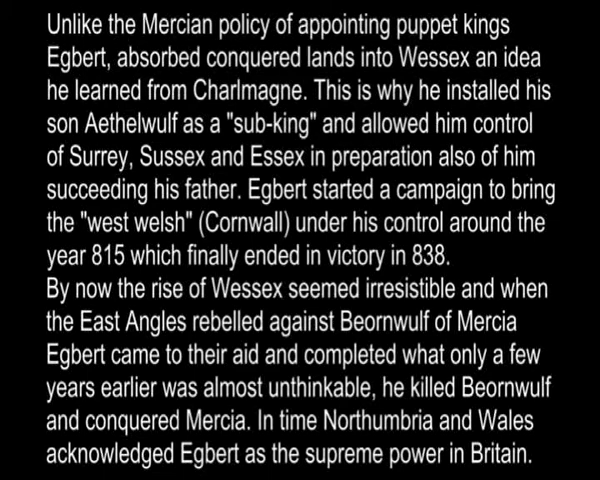 Unlike the Mercian policy of appointing puppet kings
Egbert, absorbed conquered lands into Wessex an idea
he learned from Charlmagne. This is why he installed his
son Aethelwulf as a "sub-king" and allowed him control
of Surrey, Sussex and Essex in preparation also of him
succeeding his father. Egbert started a campaign to bring
the "west welsh" (Cornwall) under his control around the
year 815 which finally ended in victory in 838.
By now the rise of Wessex seemed irresistible and when
the East Angles rebelled against Beornwulf of Mercia
Egbert came to their aid and completed what only a few
years earlier was almost unthinkable, he killed Beornwulf
and conquered Mercia. In time Northumbria and Wales
acknowledged Egbert as the supreme power in Britain.